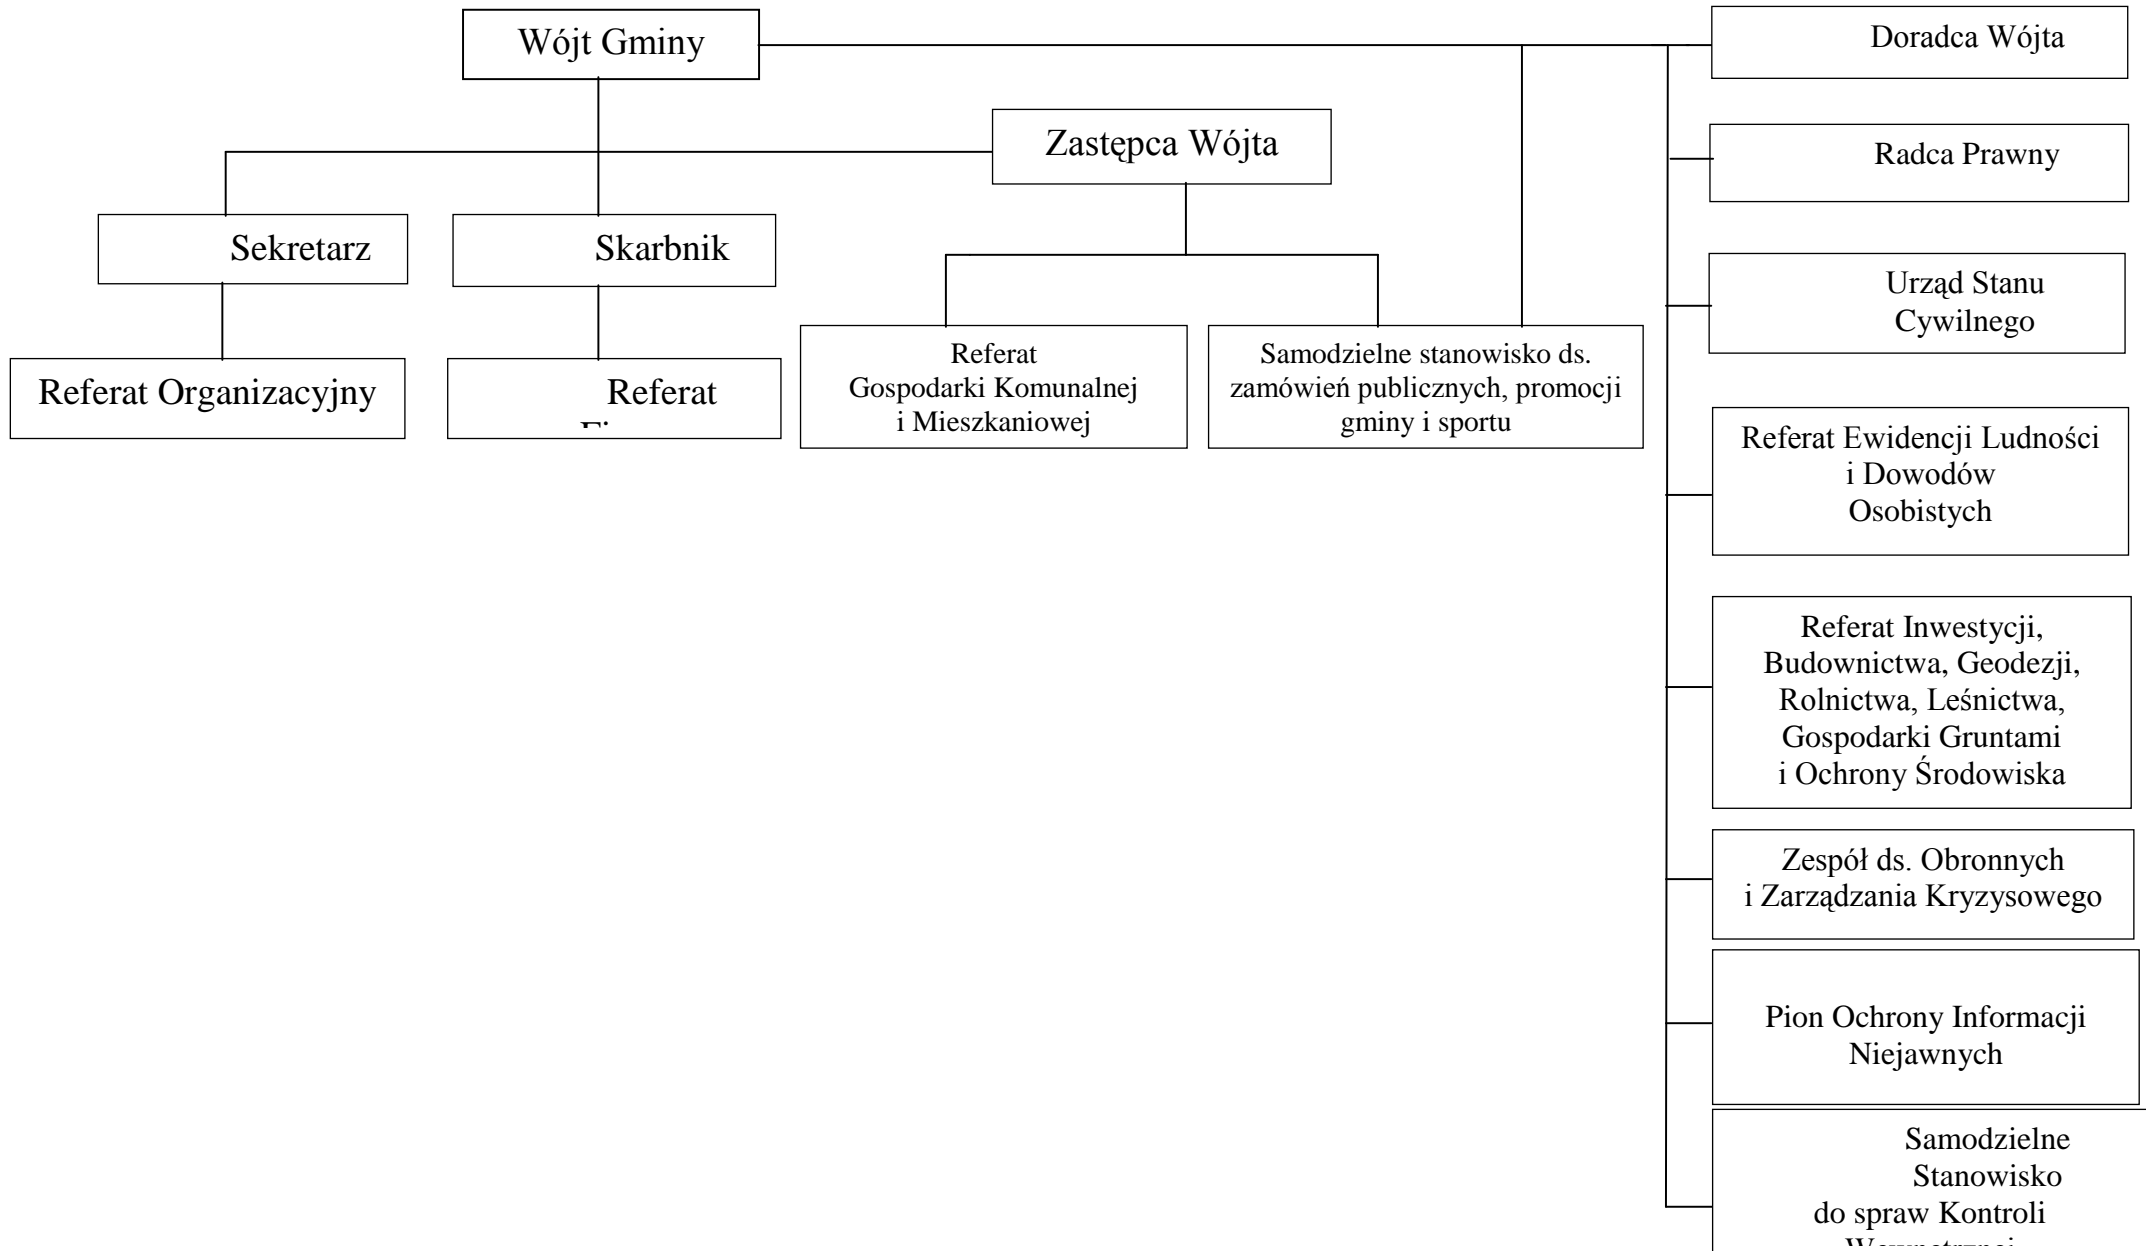 Wójt Gminy
Doradca Wójta
Zastępca Wójta
Radca Prawny
Sekretarz
Skarbnik
Urząd Stanu
Cywilnego
Referat Organizacyjny
Referat
Referat
Gospodarki Komunalnej
i Mieszkaniowej
Samodzielne stanowisko ds.
zamówień publicznych, promocji
gminy i sportu
Referat Ewidencji Ludności
i Dowodów
Osobistych
Referat Inwestycji,
Budownictwa, Geodezji,
Rolnictwa, Leśnictwa,
Gospodarki Gruntami
i Ochrony Środowiska
Zespół ds. Obronnych
i Zarządzania Kryzysowego
Pion Ochrony Informacji
Niejawnych
Samodzielne
Stanowisko
do spraw Kontroli